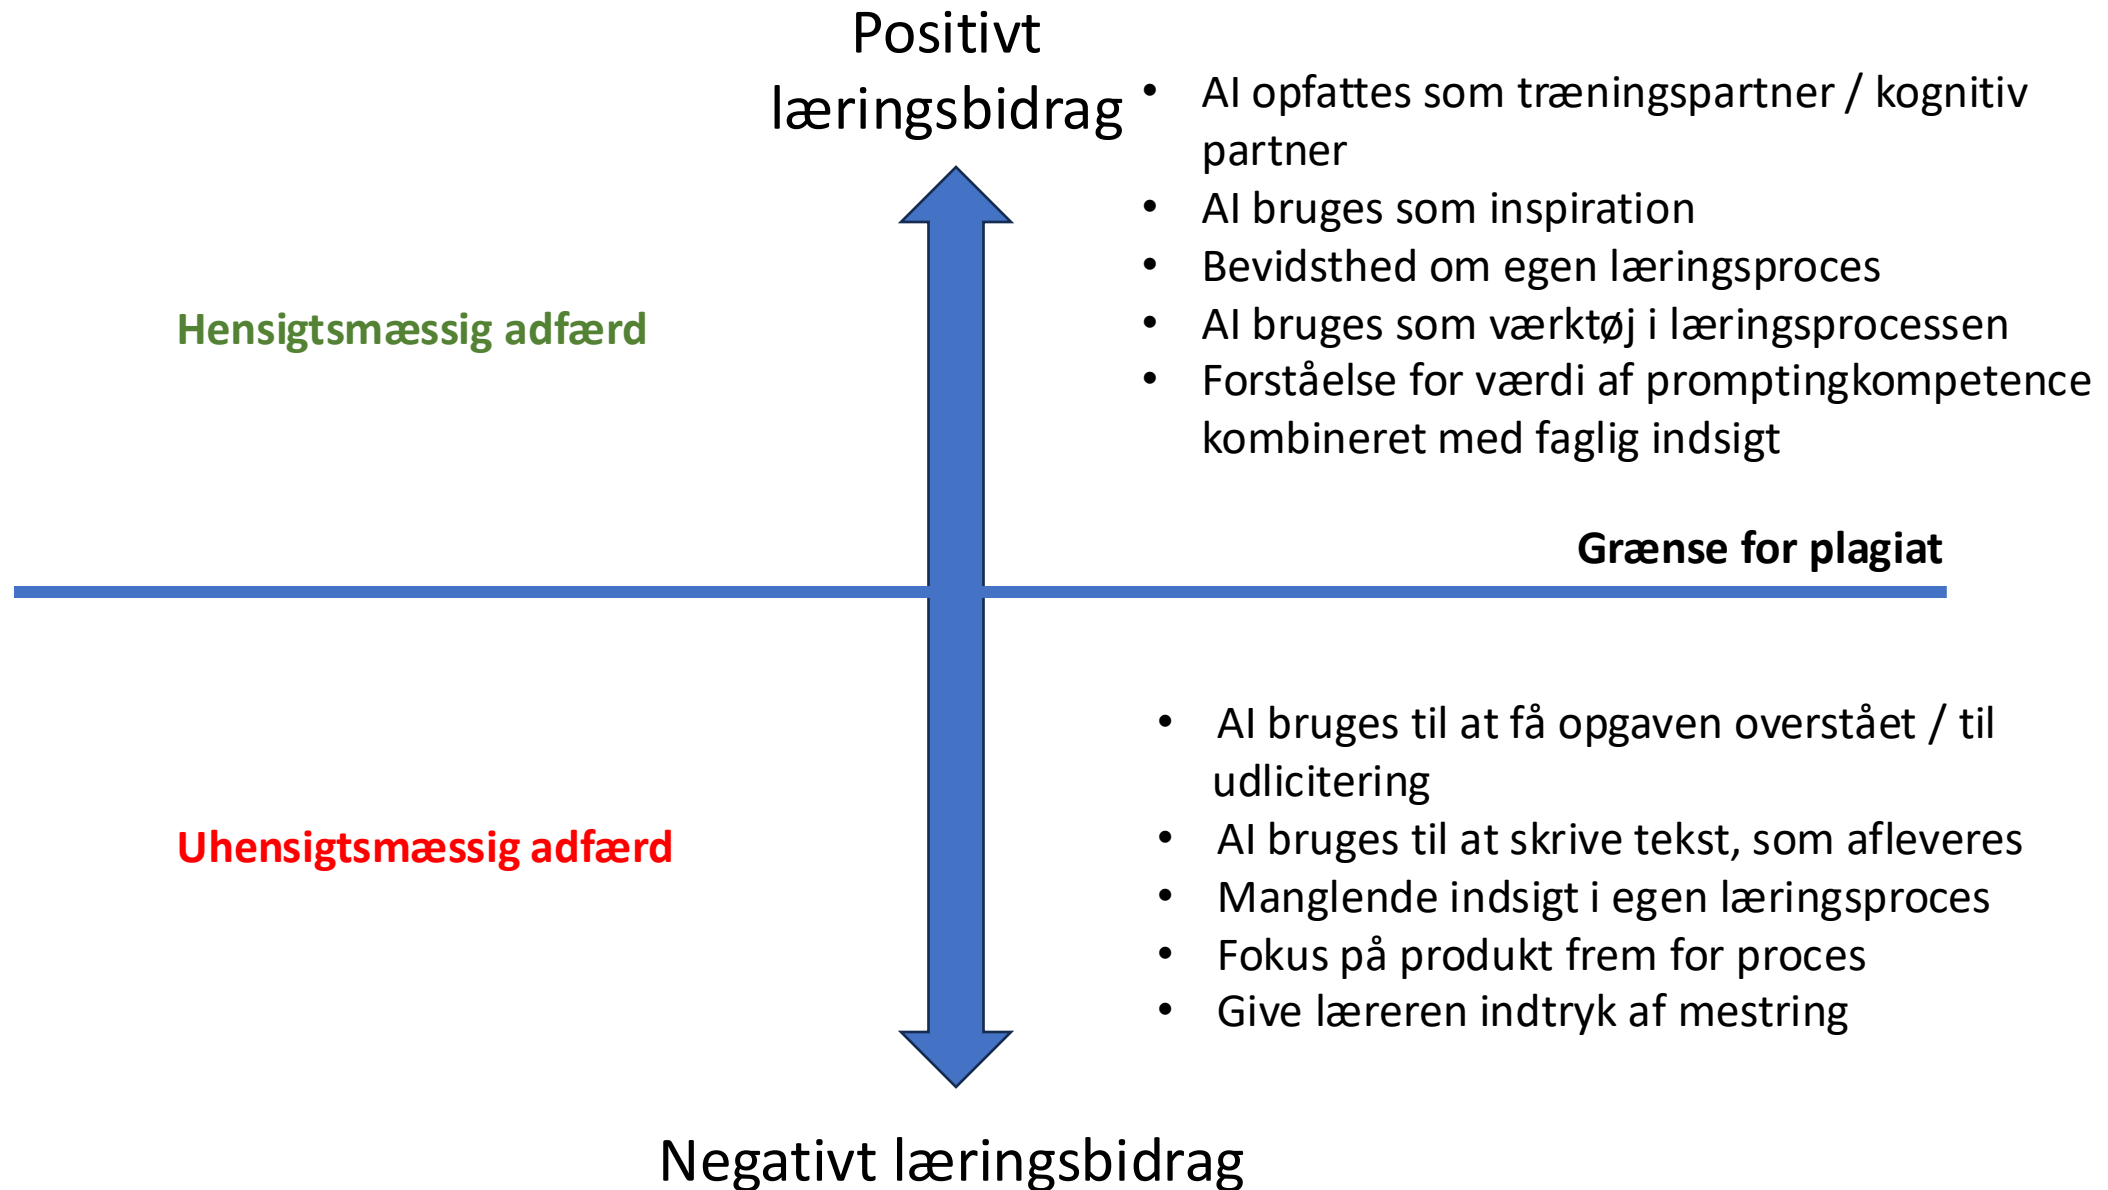 Positivt
læringsbidrag
• AI opfattes som træningspartner / kognitiv
partner
• AI bruges som inspiration
• Bevidsthed om egen læringsproces
• AI bruges som værktøj i læringsprocessen
• Forståelse for værdi af promptingkompetence
kombineret med faglig indsigt
Hensigtsmæssig adfærd
Grænse for plagiat
• AI bruges til at få opgaven overstået / til
udlicitering
• AI bruges til at skrive tekst, som afleveres
• Manglende indsigt i egen læringsproces
• Fokus på produkt frem for proces
• Give læreren indtryk af mestring
Uhensigtsmæssig adfærd
Negativt læringsbidrag